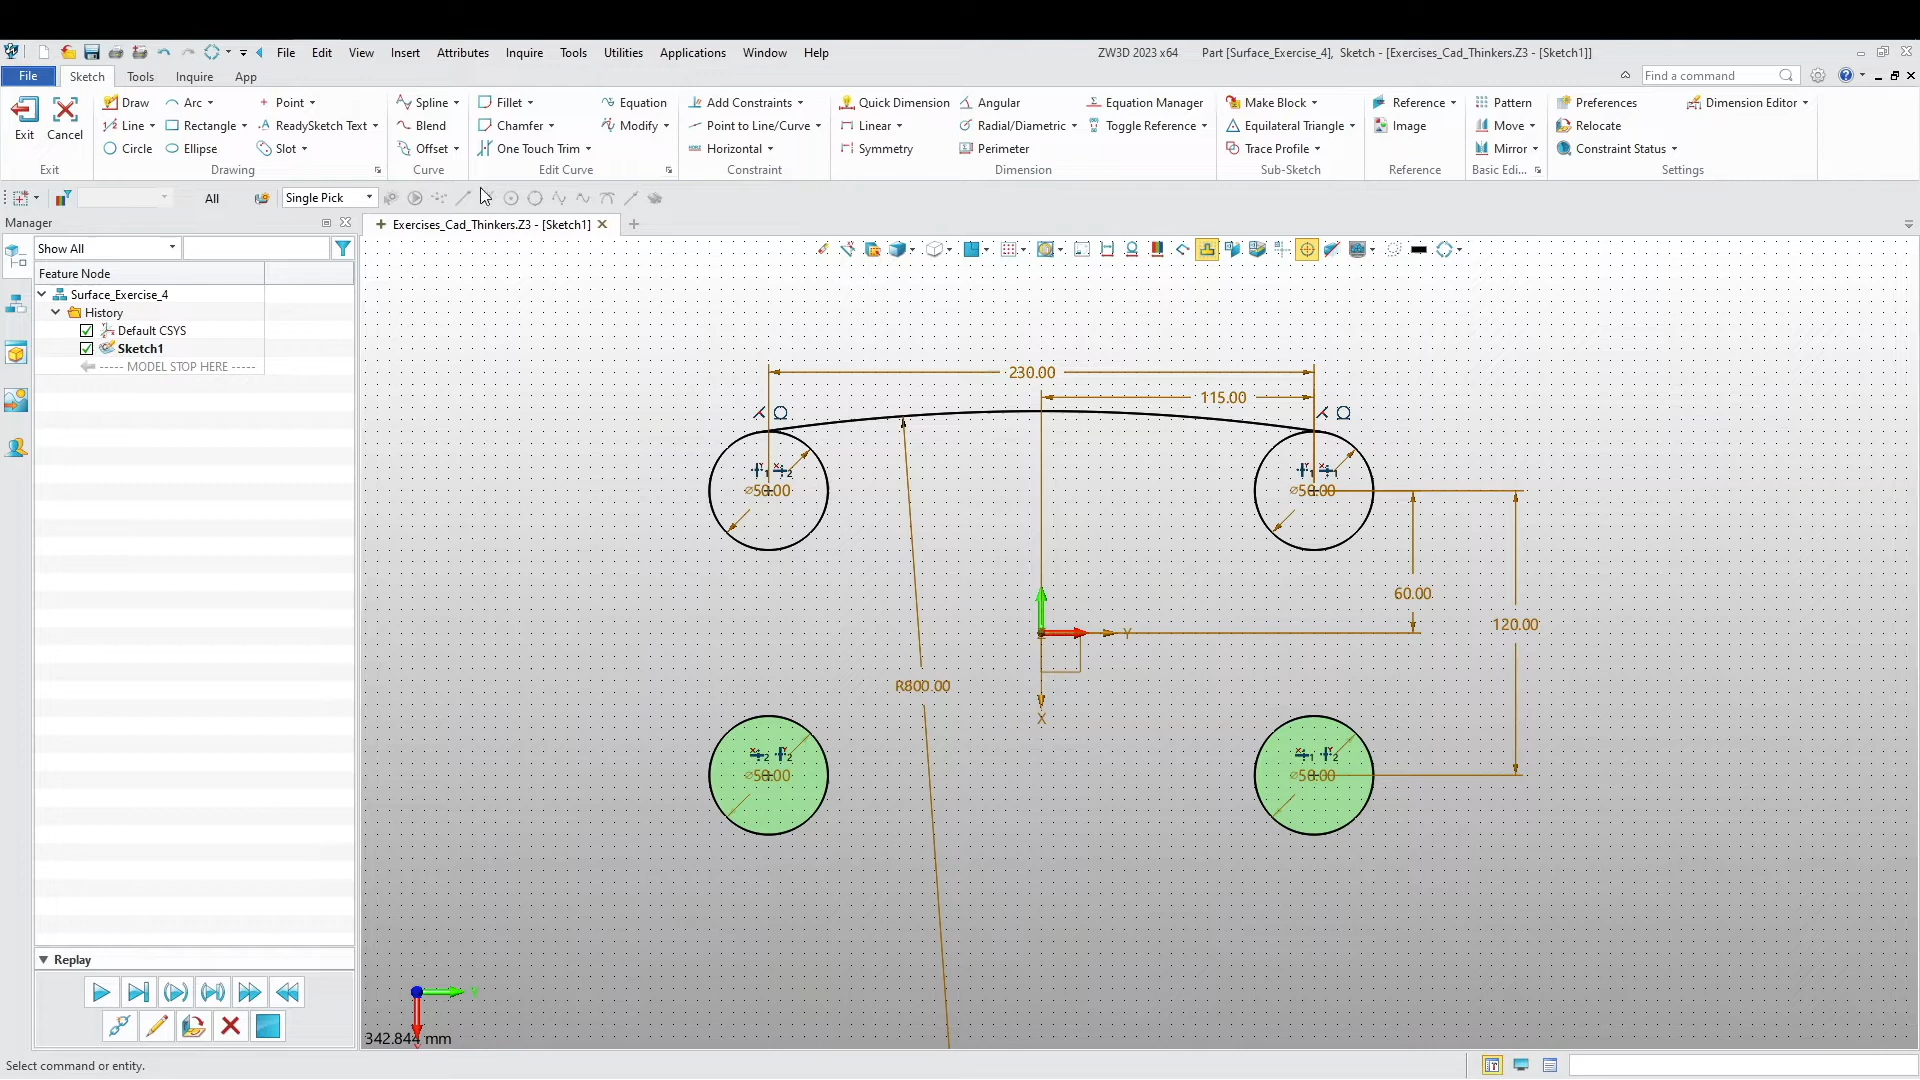 File Edit View Insert Attributes Inquire Tools Utilities Applications Window Help
ZW3D 2023 x64 Part [Surface_Exercise_4], Sketch - [Exercises_Cad_Thinkers.Z3 - [Sketch1]]
File Sketch Tools Inquire App
Find a command
Draw Arc Point Spline Fillet Equation Add Constraints Quick Dimension Angular Equation Manager Make Block Reference Pattern Preferences Dimension Editor
Exit Cancel Line Rectangle ReadySketch Text Blend Chamfer Modify Point to Line/Curve Linear Radial/Diametric Toggle Reference Equilateral Triangle Image Move Relocate
Circle Ellipse Slot Offset One Touch Trim Horizontal Symmetry Perimeter Trace Profile Mirror Constraint Status
Exit Drawing Curve Edit Curve Constraint Dimension Sub-Sketch Reference Basic Edi... Settings
All Single Pick
Manager
Exercises_Cad_Thinkers.Z3 - [Sketch1]
Show All
Feature Node
Surface_Exercise_4
History
Default CSYS
Sketch1
----- MODEL STOP HERE -----
230.00
115.00
⌀50.00
⌀50.00
60.00
120.00
Y
R800.00
X
⌀50.00
⌀50.00
Replay
Y
342.844 mm
Select command or entity.